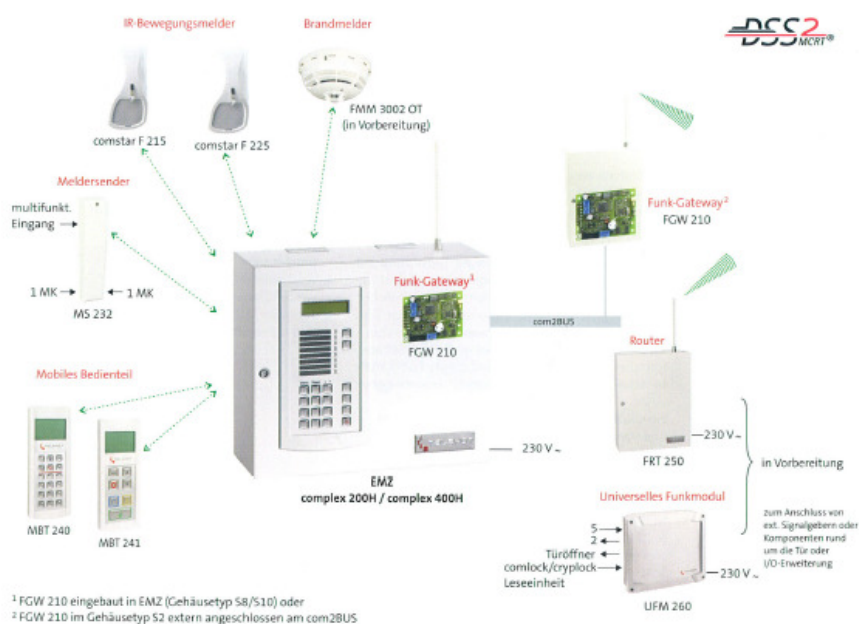 IR-Bewegungsmelder
Brandmelder
DSS2
MCRT®
comstar F 215
comstar F 225
FMM 3002 OT
(in Vorbereitung)
Meldersender
multifunkt.
Eingang
1 MK
1 MK
MS 232
Funk-Gateway¹
FGW 210
Funk-Gateway²
FGW 210
com2BUS
Router
230 V~
FRT 250
Mobiles Bedienteil
MBT 240
MBT 241
230 V~
EMZ
complex 200H / complex 400H
in Vorbereitung
Universelles Funkmodul
5
2
Türöffner
comlock/cryplock
Leseeinheit
230 V~
UFM 260
zum Anschluss von
ext. Signalgebern oder
Komponenten rund
um die Tür oder
I/O-Erweiterung
¹ FGW 210 eingebaut in EMZ (Gehäusetyp S8/S10) oder
² FGW 210 im Gehäusetyp S2 extern angeschlossen am com2BUS